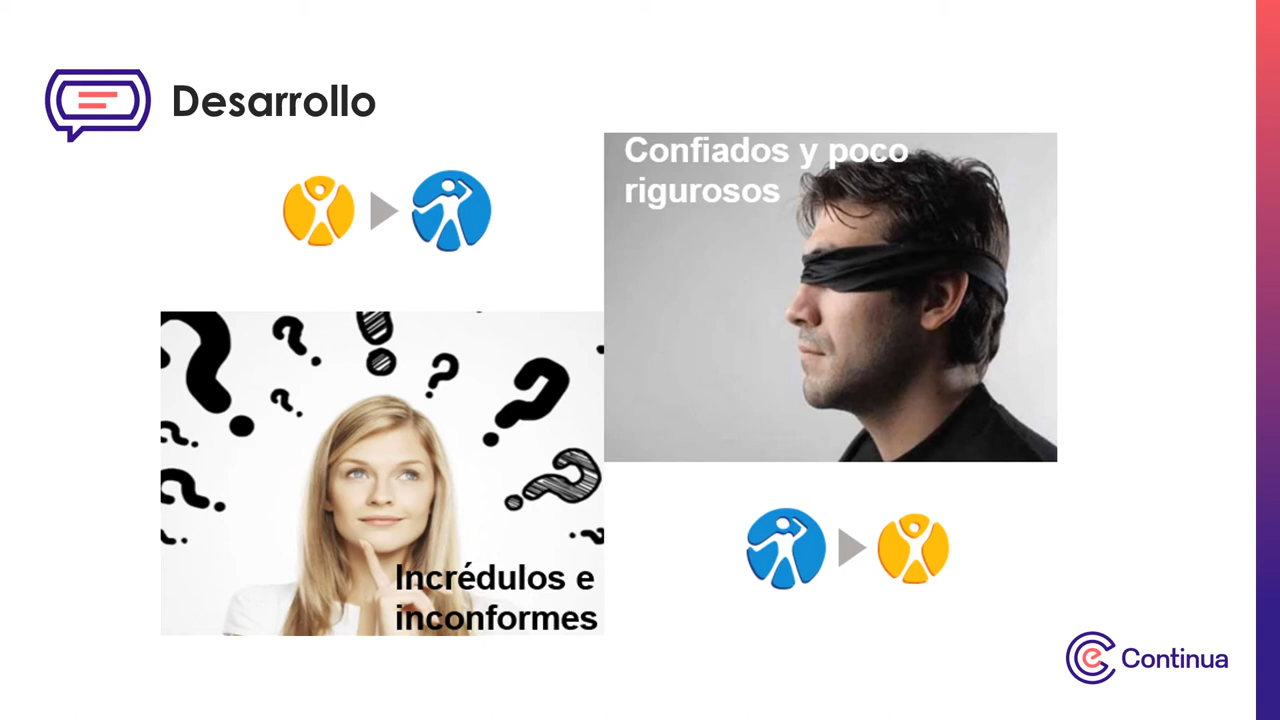 Desarrollo
Confiados y poco
rigurosos
Incrédulos e
inconformes
e Continua